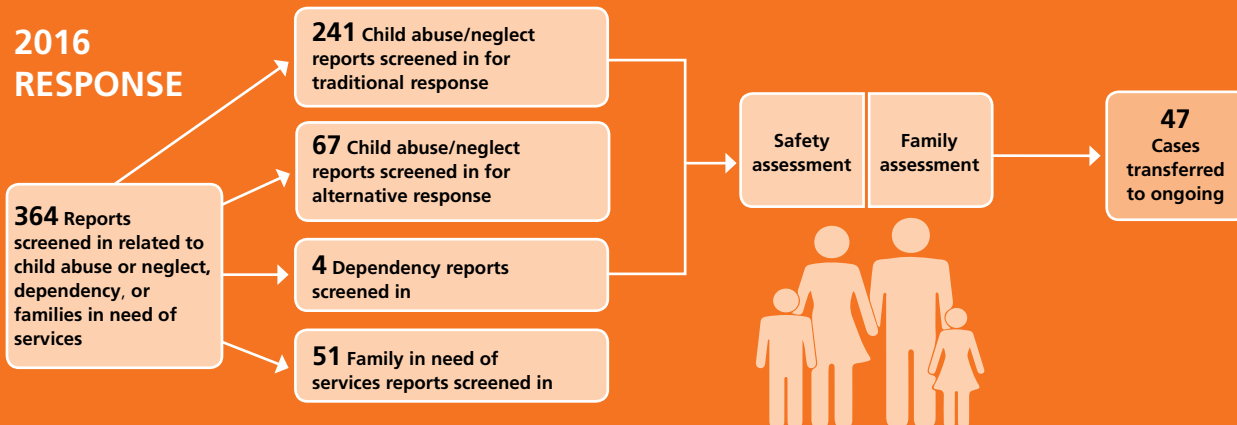 2016
RESPONSE
364 Reports
screened in related to
child abuse or neglect,
dependency, or
families in need of
services
241 Child abuse/neglect
reports screened in for
traditional response
67 Child abuse/neglect
reports screened in for
alternative response
4 Dependency reports
screened in
51 Family in need of
services reports screened in
Safety
assessment
Family
assessment
47
Cases
transferred
to ongoing